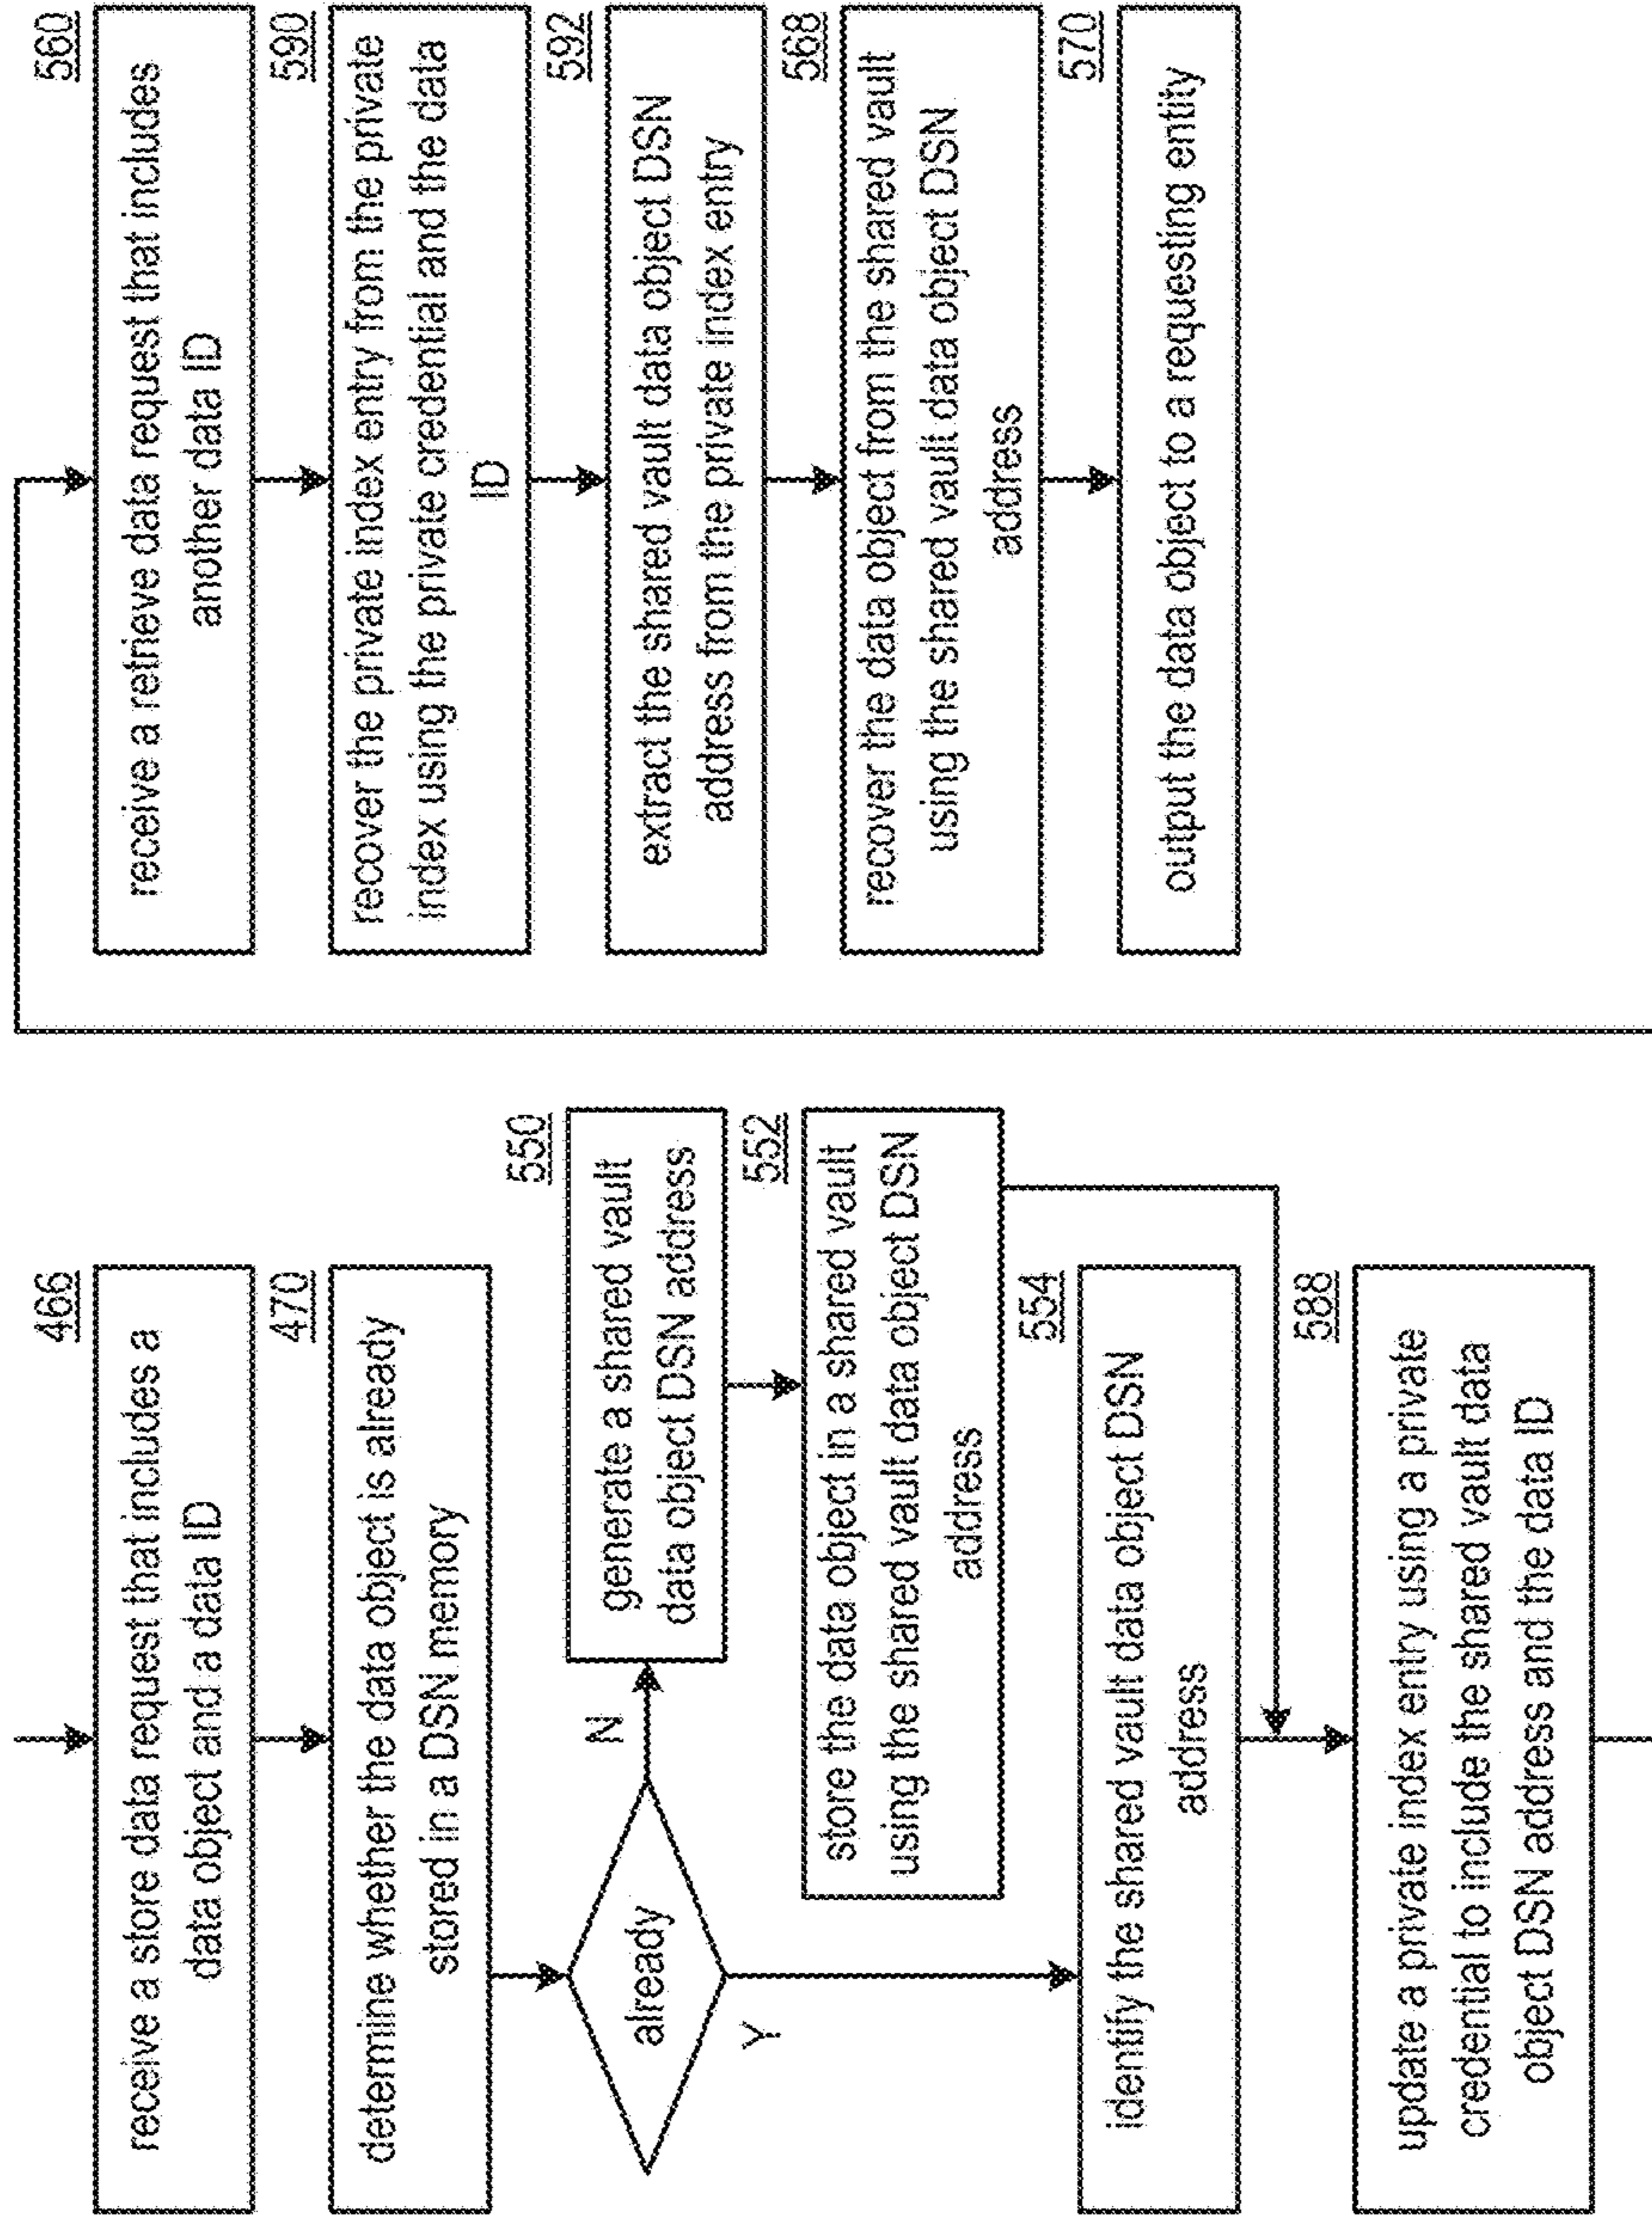 466
receive a store data request that includes a
data object and a data ID
470
determine whether the data object is already
stored in a DSN memory
already
N
Y
550
generate a shared vault
data object DSN address
552
store the data object in a shared vault
using the shared vault data object DSN
address
554
identify the shared vault data object DSN
address
588
update a private index entry using a private
credential to include the shared vault data
object DSN address and the data ID
560
receive a retrieve data request that includes
another data ID
590
recover the private index entry from the private
index using the private credential and the data
ID
592
extract the shared vault data object DSN
address from the private index entry
568
recover the data object from the shared vault
using the shared vault data object DSN
address
570
output the data object to a requesting entity